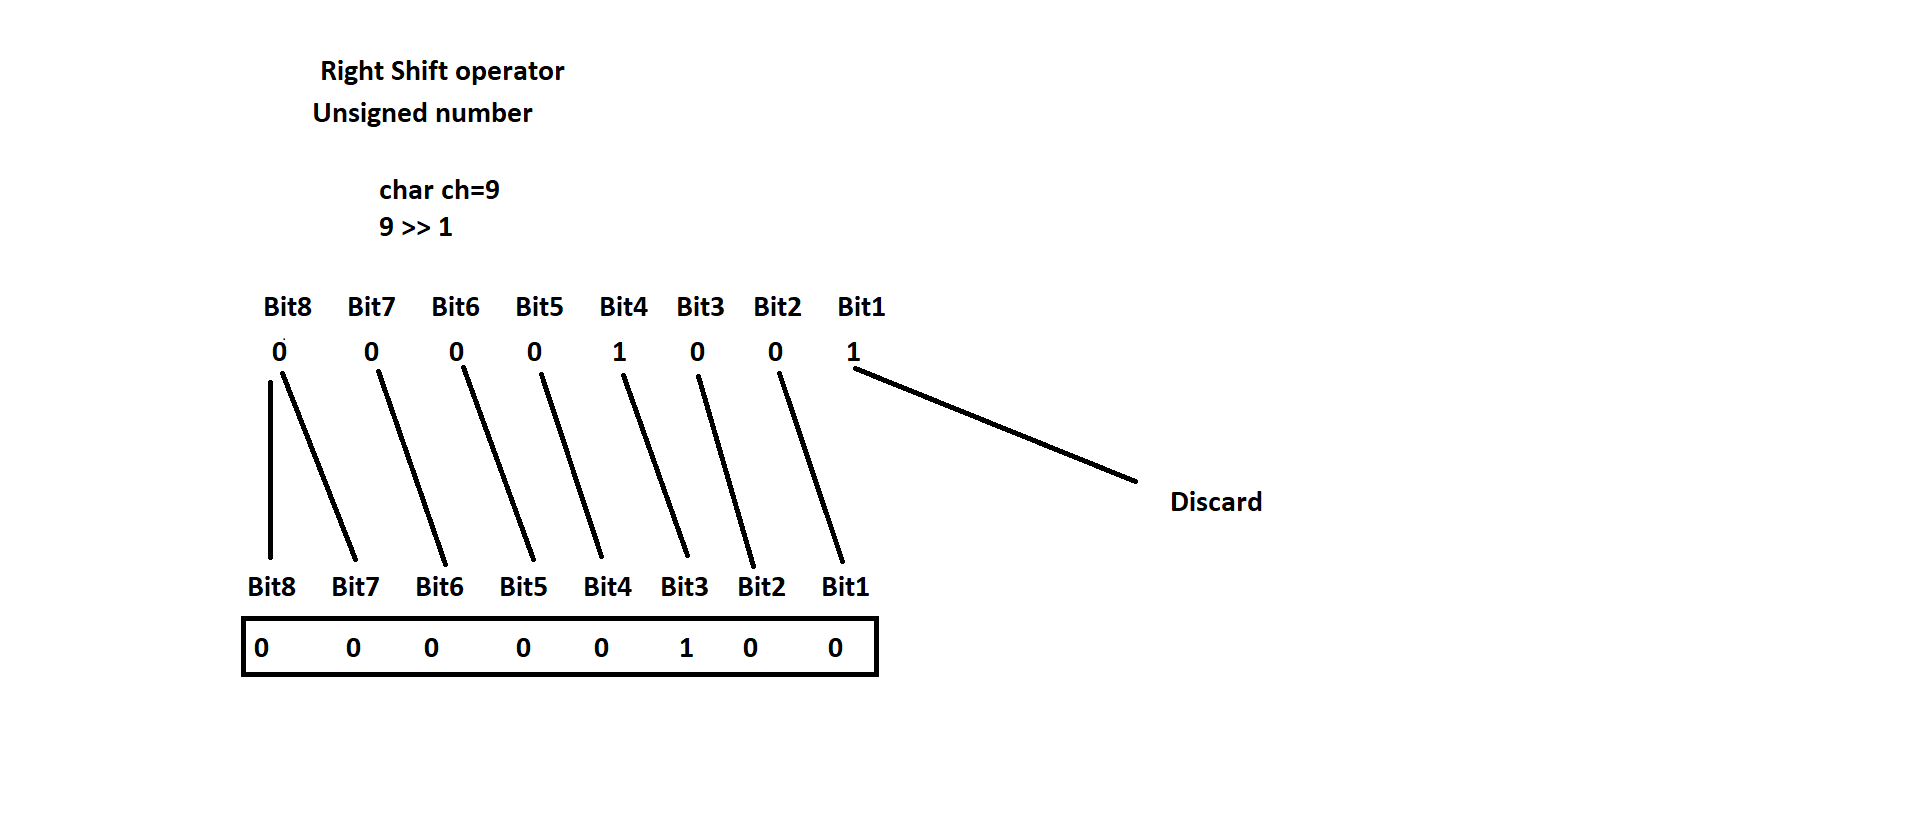 Right Shift operator
Unsigned number
char ch=9
9 >> 1
Bit8 Bit7 Bit6 Bit5 Bit4 Bit3 Bit2 Bit1
0 0 0 0 1 0 0 1
Discard
Bit8 Bit7 Bit6 Bit5 Bit4 Bit3 Bit2 Bit1
0 0 0 0 0 1 0 0